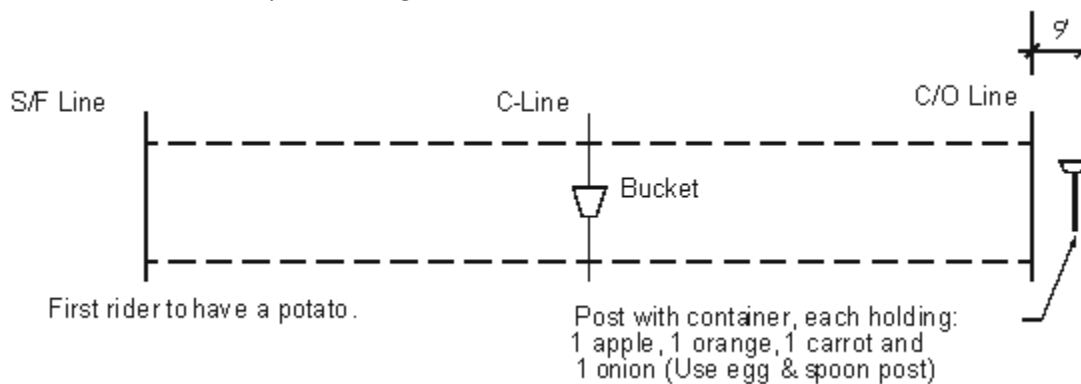 9'
S/F Line
C-Line
C/O Line
Bucket
First rider to have a potato.
Post with container, each holding:
1 apple, 1 orange, 1 carrot and
1 onion (Use egg & spoon post)